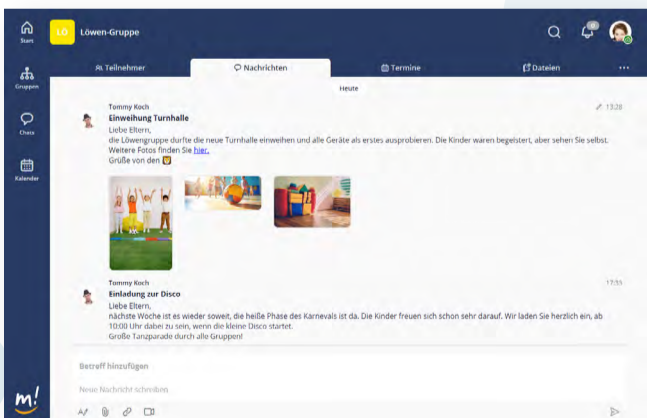 Start
LÖ Löwen-Gruppe
Teilnehmer
Nachrichten
Termine
Dateien
Gruppen
Chats
Kalender
Heute
Tommy Koch
13:28
Einweihung Turnhalle
Liebe Eltern,
die Löwengruppe durfte die neue Turnhalle einweihen und alle Geräte als erstes ausprobieren. Die Kinder waren begeistert, aber sehen Sie selbst.
Weitere Fotos finden Sie hier.
Grüße von den
Tommy Koch
Einladung zur Disco
Liebe Eltern,
nächste Woche ist es wieder soweit, die heiße Phase des Karnevals ist da. Die Kinder freuen sich schon sehr darauf. Wir laden Sie herzlich ein, ab
10:00 Uhr dabei zu sein, wenn die kleine Disco startet.
Große Tanzparade durch alle Gruppen!
Betreff hinzufügen
Neue Nachricht schreiben
m!